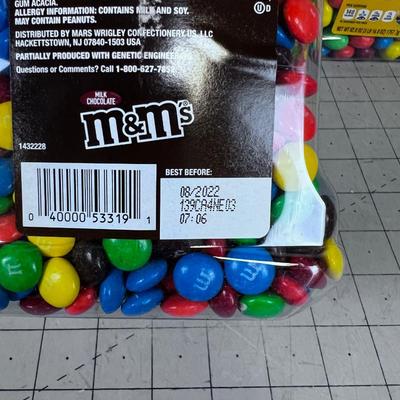 GUM ACACIA.
ALLERGY INFORMATION: CONTAINS MILK AND SOY.
MAY CONTAIN PEANUTS.
DISTRIBUTED BY MARS WRIGLEY CONFECTIONERY US, LLC
HACKETTSTOWN, NJ 07840-1503 USA
PARTIALLY PRODUCED WITH GENETIC ENGINEERING
Questions or Comments? Call 1-800-627-7852
U D
MILK
CHOCOLATE
m&m's
1432228
BEST BEFORE:
08/2022
139CA4NE03
07:06
0 40000 53319 1
m
m
m